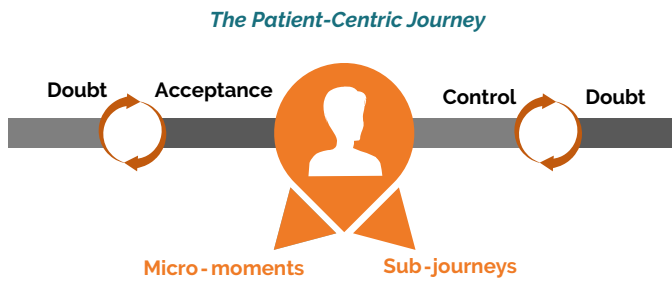 The Patient-Centric Journey
Doubt Acceptance Control Doubt
Micro-moments Sub-journeys